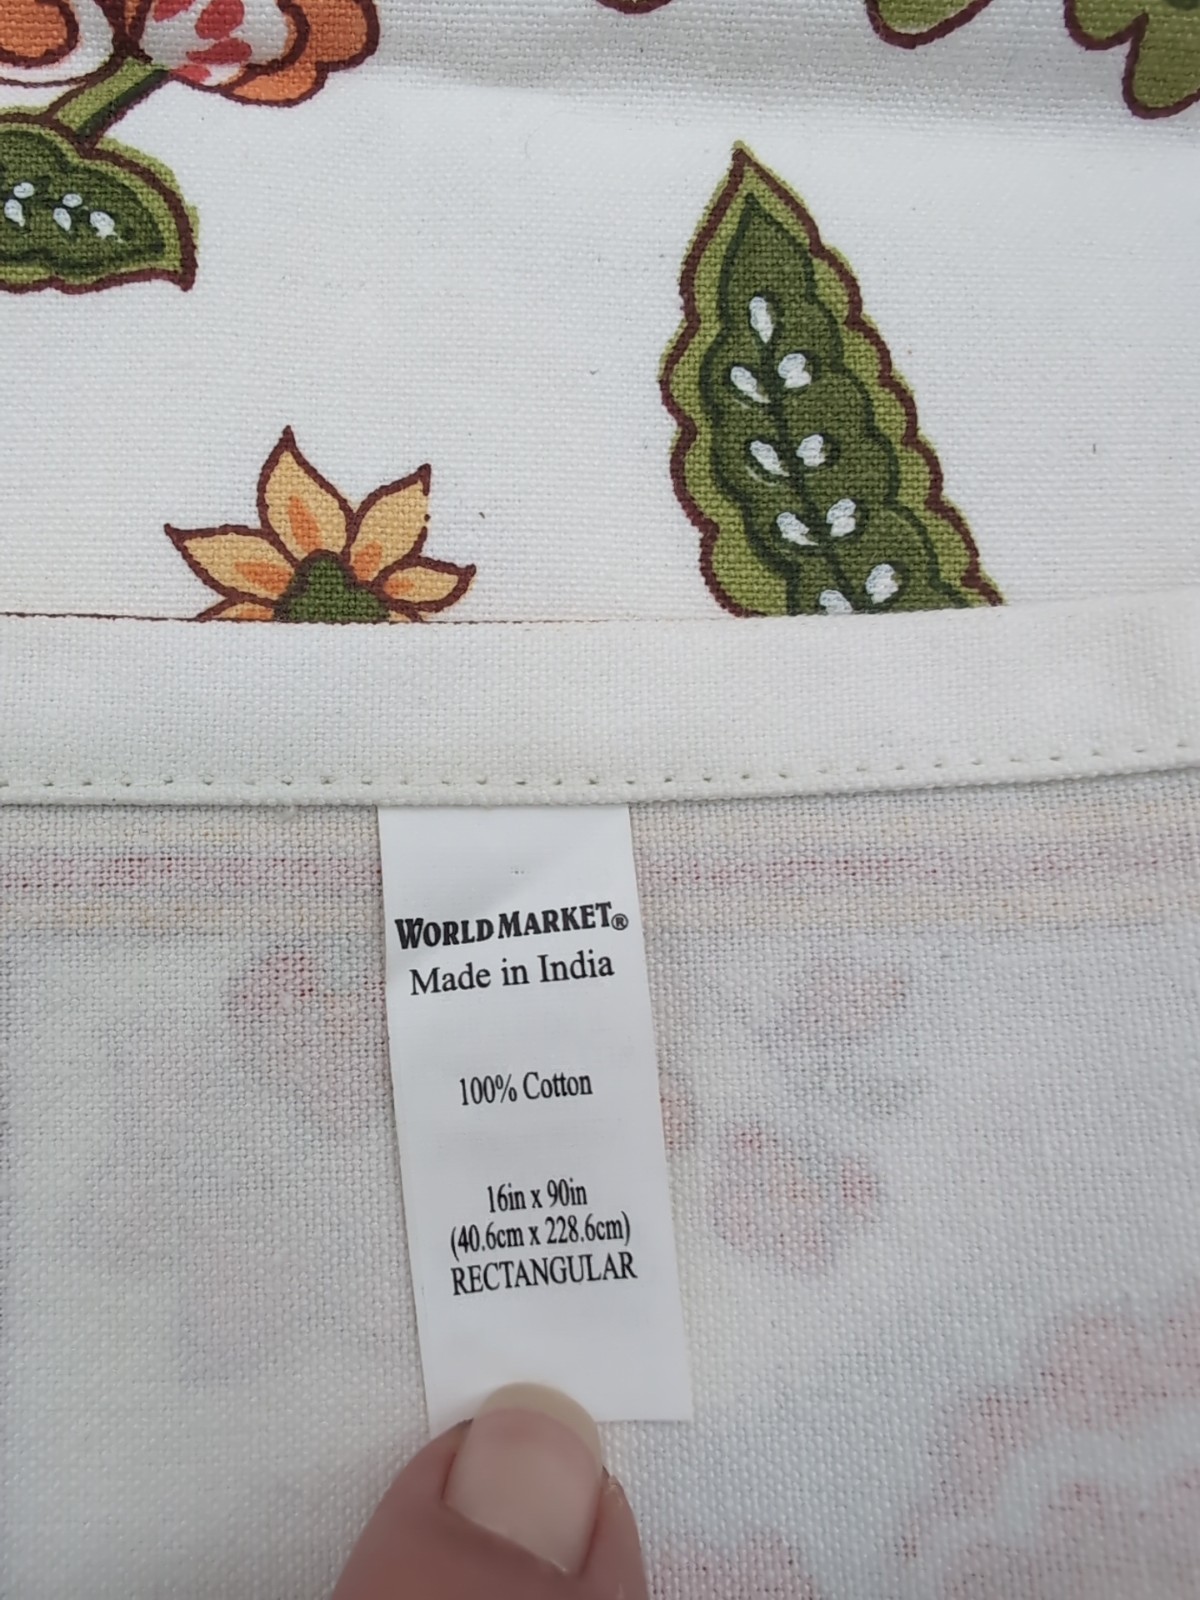 WORLD MARKET®
Made in India
100% Cotton
16in x 90in
(40.6cm x 228.6cm)
RECTANGULAR